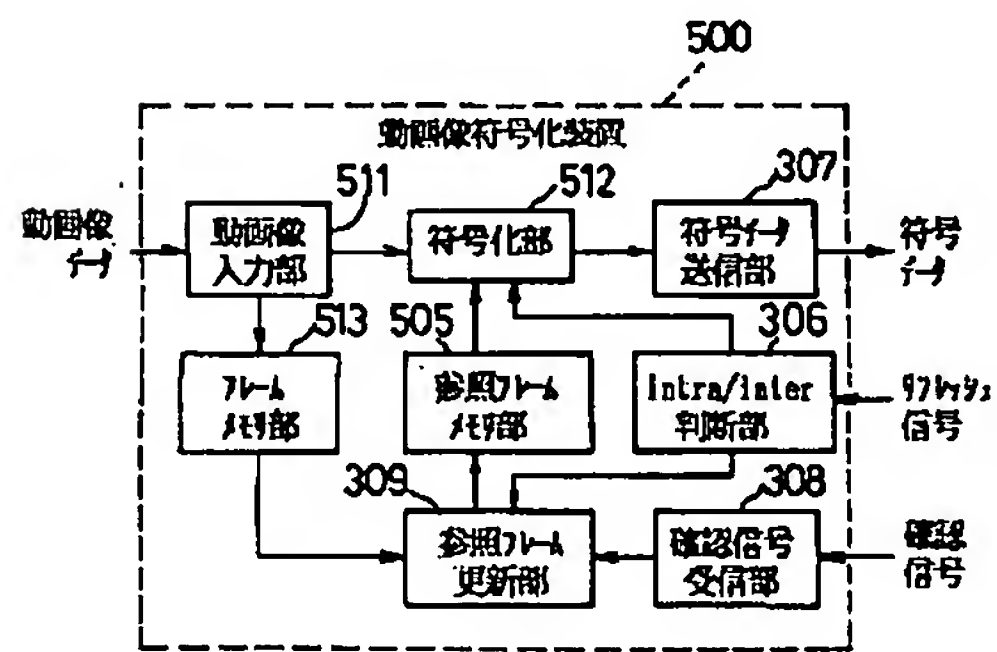 500
動画像符号化装置
511
512
307
動画像
データ
動画像
入力部
符号化部
符号データ
送信部
符号
データ
513
505
306
フレーム
メモリ部
参照フレーム
メモリ部
intra/inter
判断部
リフレッシュ
信号
309
308
参照フレーム
更新部
確認信号
受信部
確認
信号